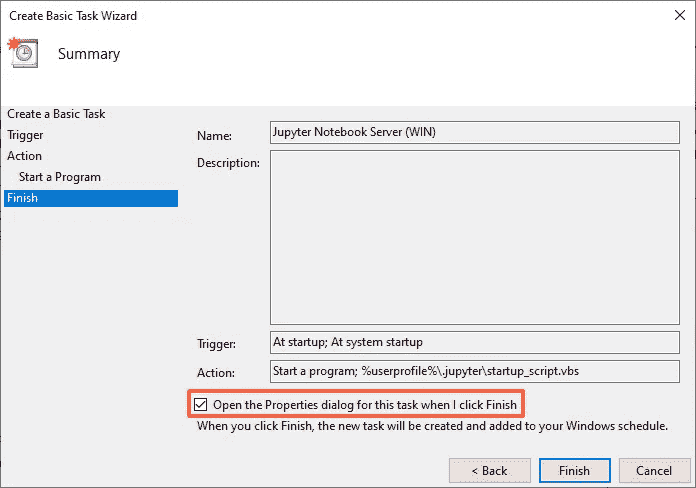 Create Basic Task Wizard
Summary
Create a Basic Task
Trigger
Action
Start a Program
Finish
Name:
Jupyter Notebook Server (WIN)
Description:
Trigger:
At startup; At system startup
Action:
Start a program; %userprofile%\.jupyter\startup_script.vbs
Open the Properties dialog for this task when I click Finish
When you click Finish, the new task will be created and added to your Windows schedule.
< Back
Finish
Cancel